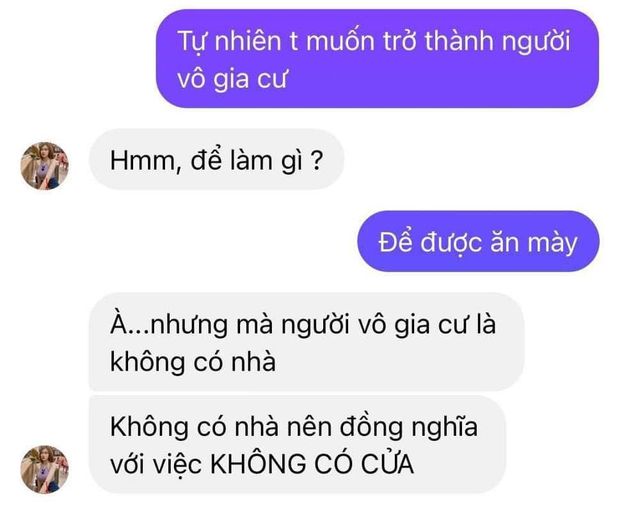 Tự nhiên t muốn trở thành người
vô gia cư
Hmm, để làm gì ?
Để được ăn mày
À...nhưng mà người vô gia cư là
không có nhà
Không có nhà nên đồng nghĩa
với việc KHÔNG CÓ CỬA